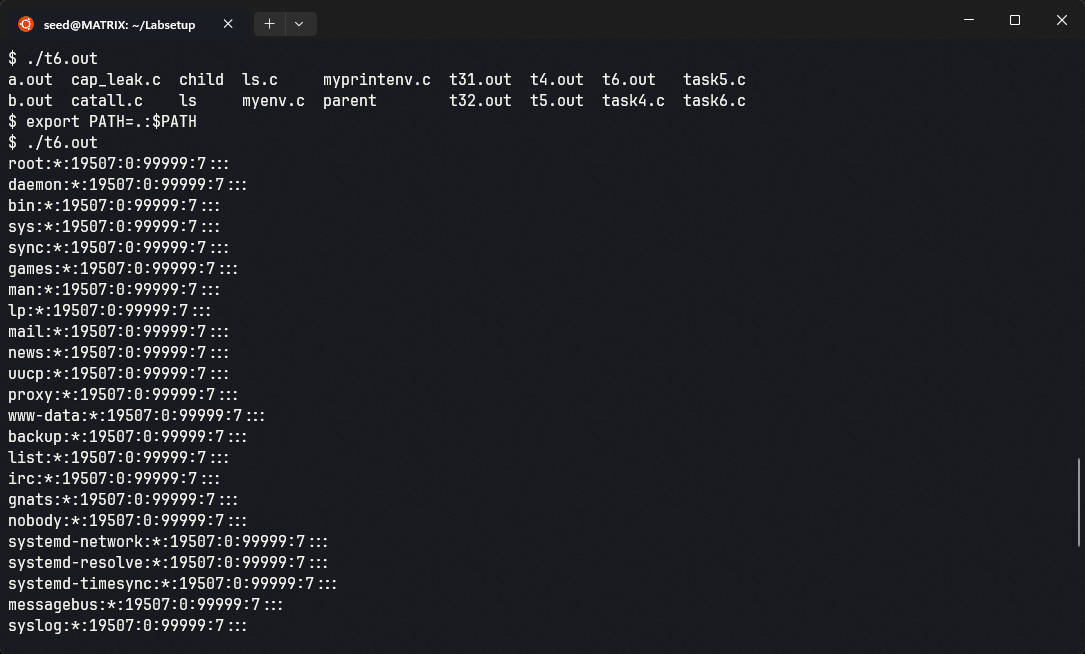 seed@MATRIX: ~/Labsetup
$ ./t6.out
a.out  cap_leak.c  child  ls.c     myprintenv.c  t31.out  t4.out  t6.out   task5.c
b.out  catall.c    ls     myenv.c  parent        t32.out  t5.out  task4.c  task6.c
$ export PATH=.:$PATH
$ ./t6.out
root:*:19507:0:99999:7:::
daemon:*:19507:0:99999:7:::
bin:*:19507:0:99999:7:::
sys:*:19507:0:99999:7:::
sync:*:19507:0:99999:7:::
games:*:19507:0:99999:7:::
man:*:19507:0:99999:7:::
lp:*:19507:0:99999:7:::
mail:*:19507:0:99999:7:::
news:*:19507:0:99999:7:::
uucp:*:19507:0:99999:7:::
proxy:*:19507:0:99999:7:::
www-data:*:19507:0:99999:7:::
backup:*:19507:0:99999:7:::
list:*:19507:0:99999:7:::
irc:*:19507:0:99999:7:::
gnats:*:19507:0:99999:7:::
nobody:*:19507:0:99999:7:::
systemd-network:*:19507:0:99999:7:::
systemd-resolve:*:19507:0:99999:7:::
systemd-timesync:*:19507:0:99999:7:::
messagebus:*:19507:0:99999:7:::
syslog:*:19507:0:99999:7:::